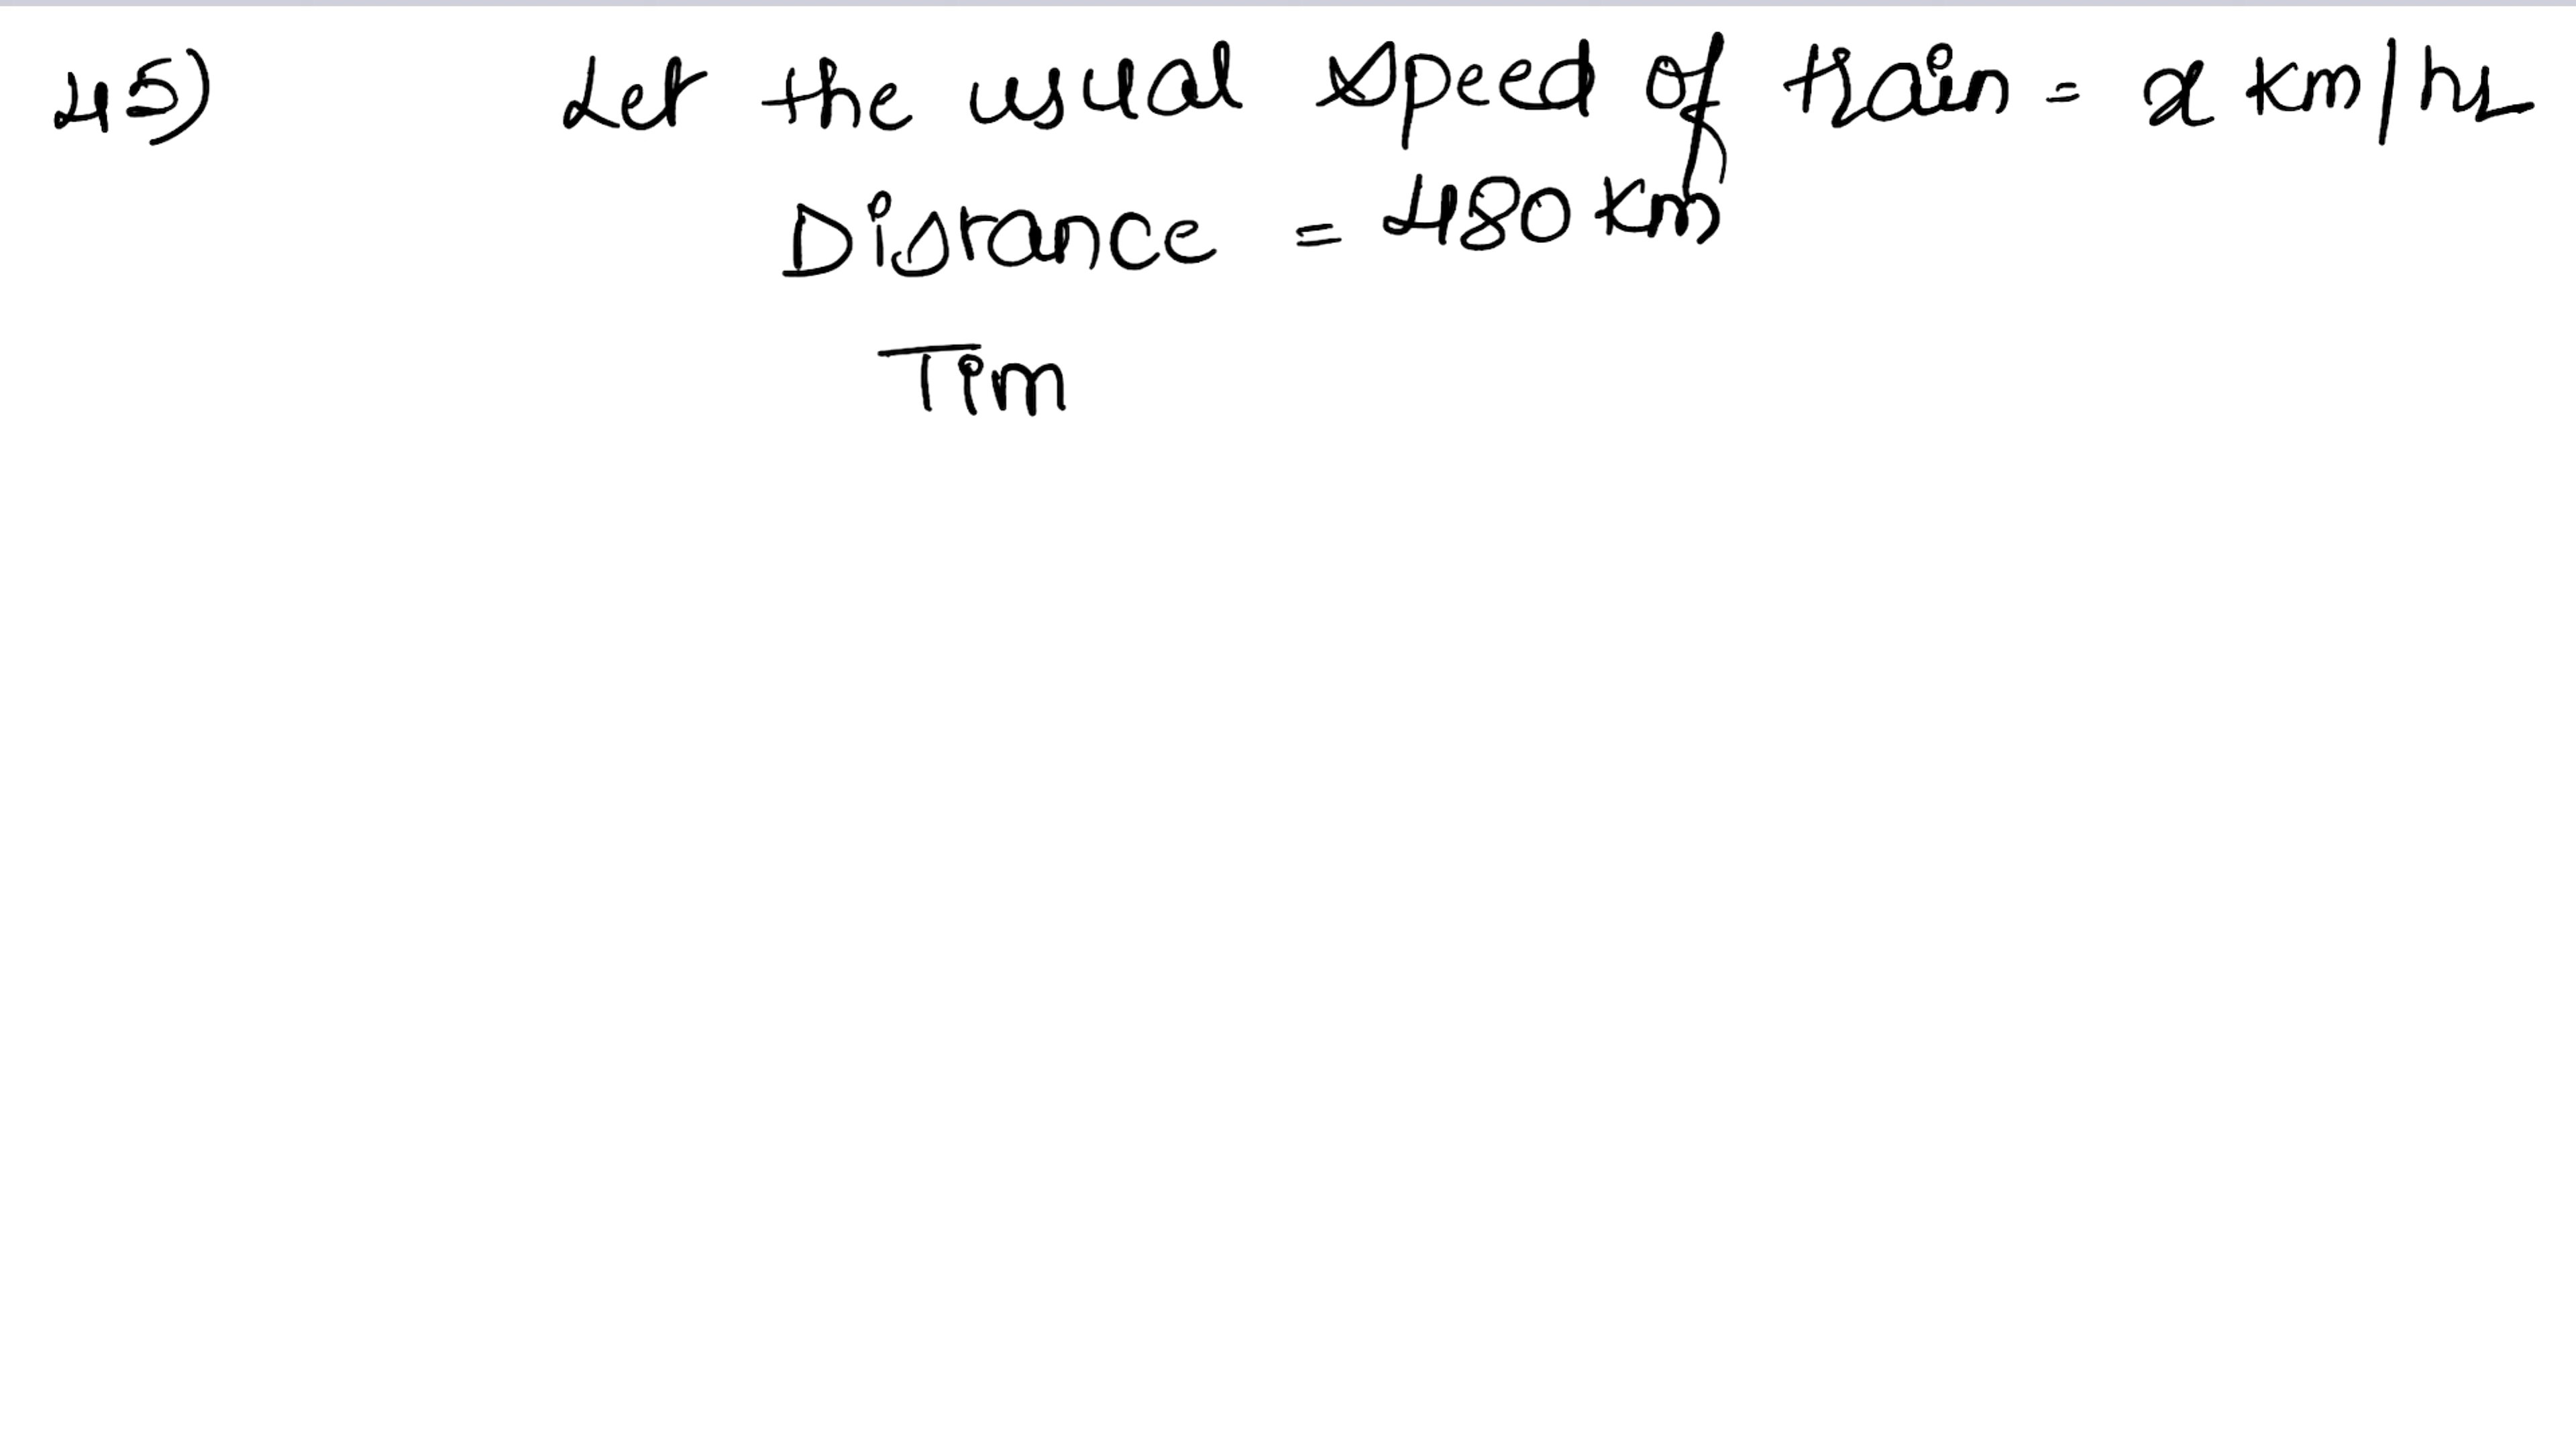 45) Let the usual speed of train = x km/hr
Distance = 480 km
Tim